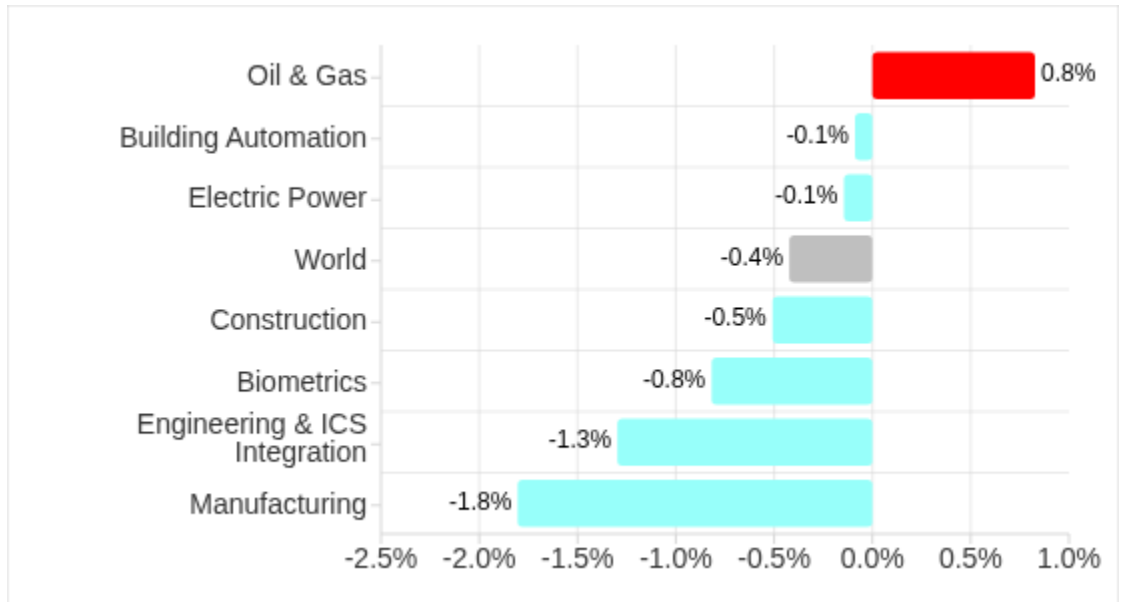 Oil & Gas 0.8%
Building Automation -0.1%
Electric Power -0.1%
World -0.4%
Construction -0.5%
Biometrics -0.8%
Engineering & ICS
Integration -1.3%
Manufacturing -1.8%
-2.5% -2.0% -1.5% -1.0% -0.5% 0.0% 0.5% 1.0%